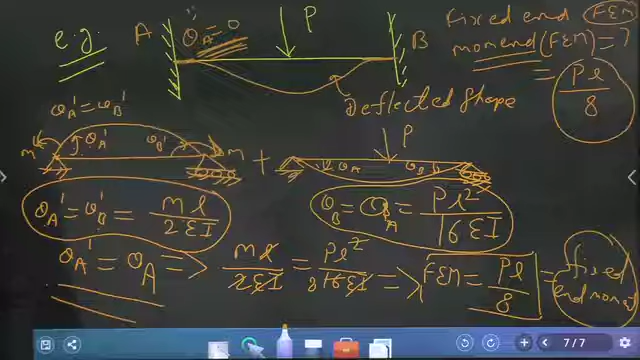 e.g. A θA=0 P B
Fixed end
moment (FEM) = ?
FEM
= Pl/8
Deflected Shape
θA' = θB'
M θA' θB' M + P θA θB
θA' = θB' = Ml/2EI
θB = θA = Pl²/16EI
θA' = θA => Ml/2EI = Pl²/8 16EI => FEM = Pl/8 = fixed end moment
7 / 7